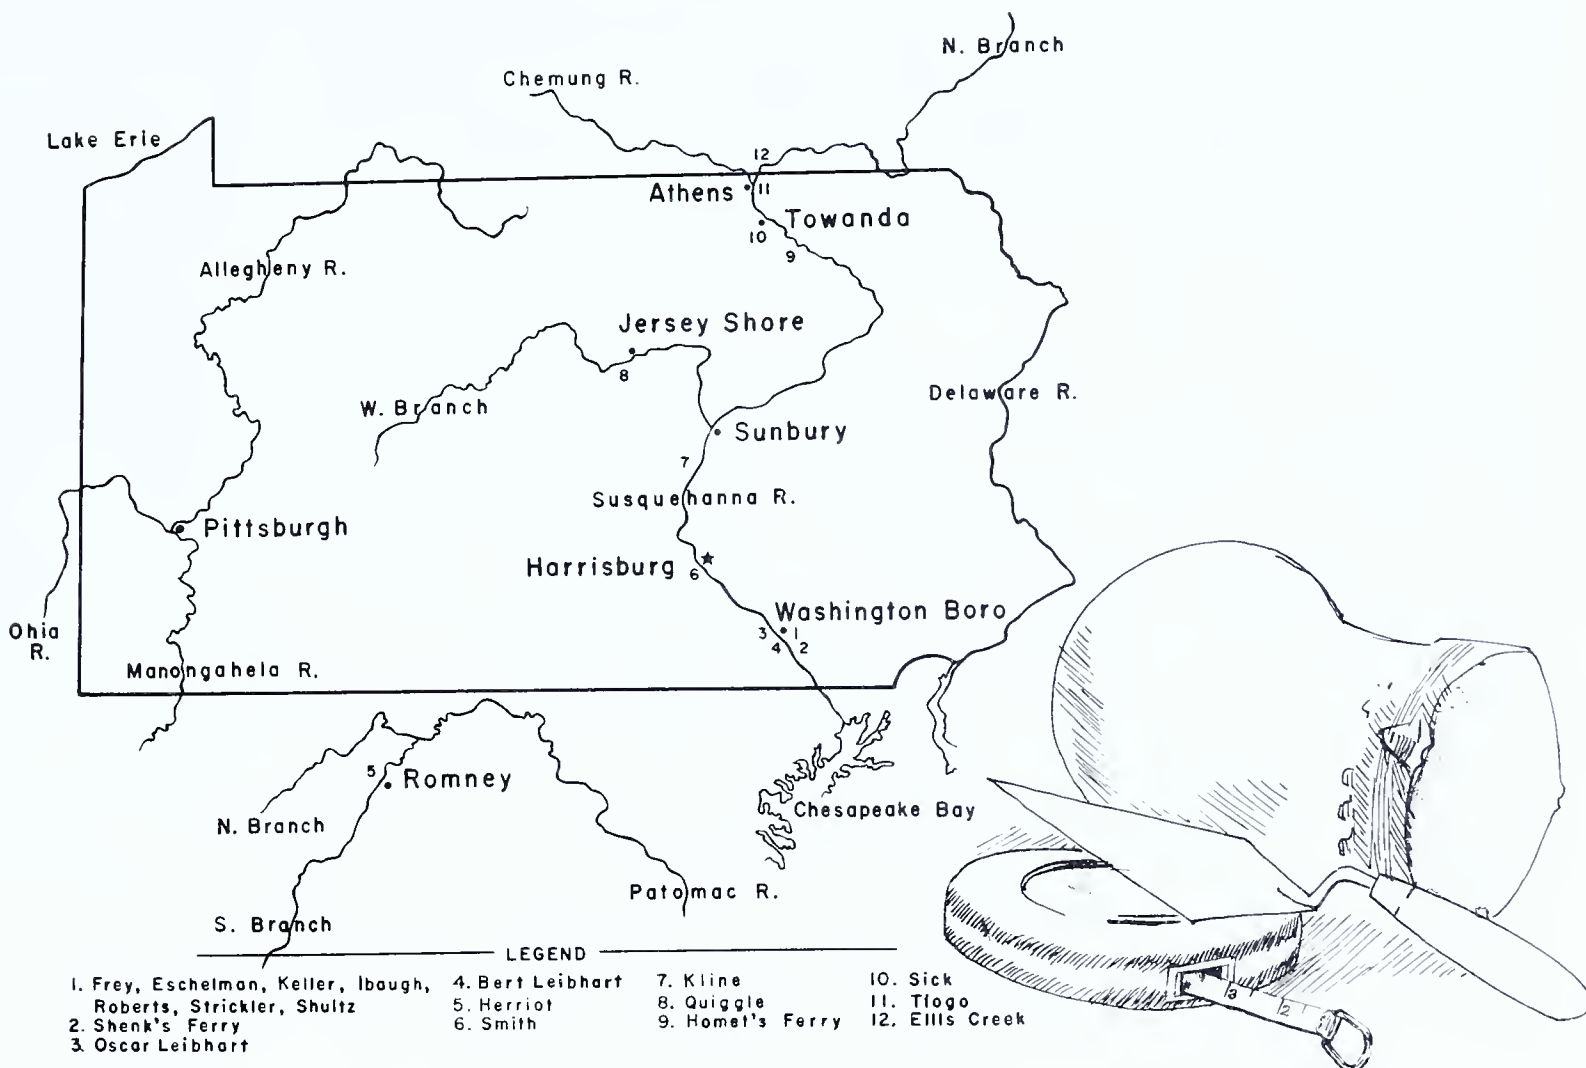 N. Branch
Chemung R.
Lake Erie
12
Athens
11
Towanda
10
9
Allegheny R.
Jersey Shore
8
Delaware R.
W. Branch
Sunbury
7
Susquehanna R.
Pittsburgh
Harrisburg
6
Washington Boro
3
1
4
2
Ohia
R.
Manongahela R.
5
Romney
Chesapeake Bay
N. Branch
Patomac R.
S. Branch
LEGEND
1. Frey, Eschelman, Keller, Ibaugh,
Roberts, Strickler, Shultz
2. Shenk's Ferry
3. Oscar Leibhart
4. Bert Leibhart
5. Herriot
6. Smith
7. Kline
8. Quiggle
9. Homet's Ferry
10. Sick
11. Tiogo
12. Ellis Creek
3
2